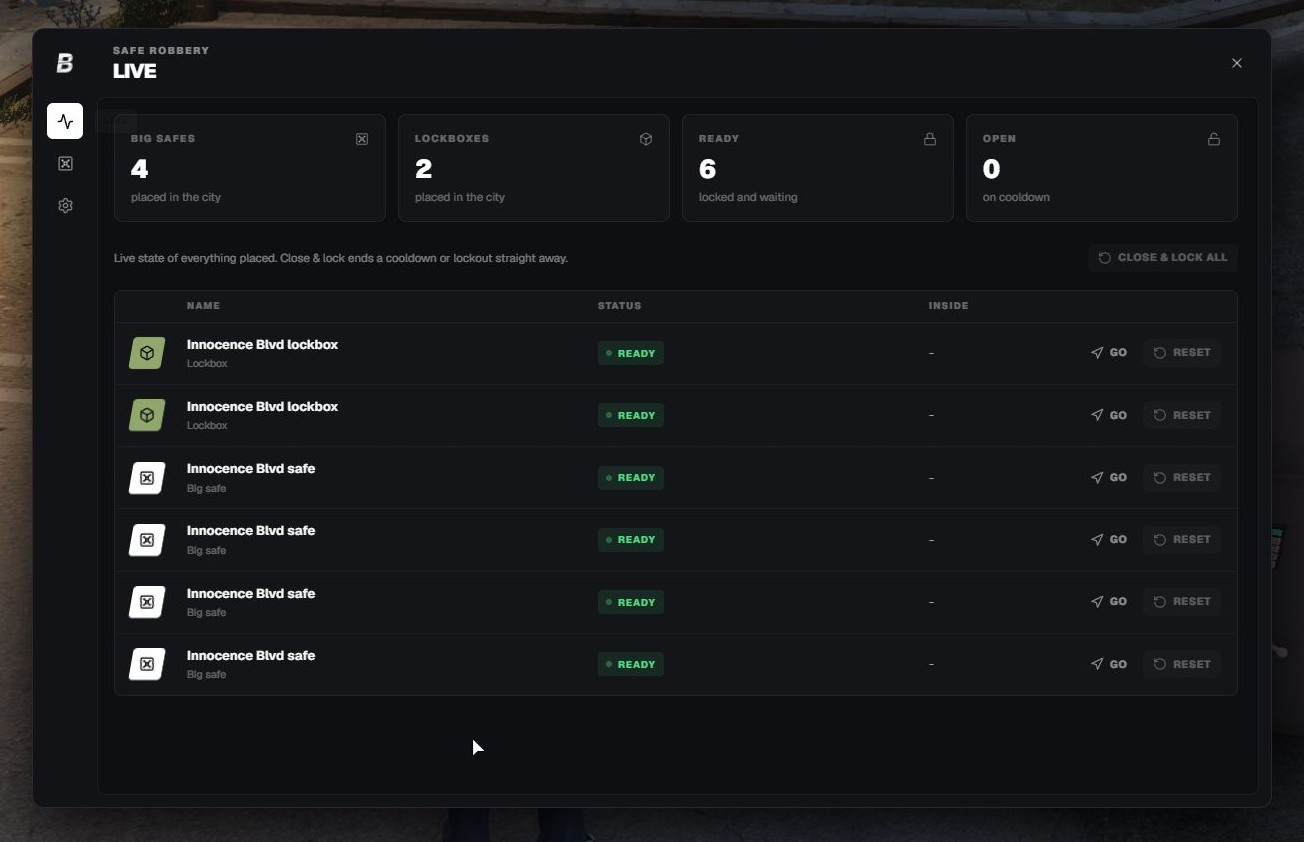 B
SAFE ROBBERY
LIVE
BIG SAFES
4
placed in the city
LOCKBOXES
2
placed in the city
READY
6
locked and waiting
OPEN
0
on cooldown
Live state of everything placed. Close & lock ends a cooldown or lockout straight away.
CLOSE & LOCK ALL
NAME STATUS INSIDE
Innocence Blvd lockbox
Lockbox
READY - GO RESET
Innocence Blvd lockbox
Lockbox
READY - GO RESET
Innocence Blvd safe
Big safe
READY - GO RESET
Innocence Blvd safe
Big safe
READY - GO RESET
Innocence Blvd safe
Big safe
READY - GO RESET
Innocence Blvd safe
Big safe
READY - GO RESET